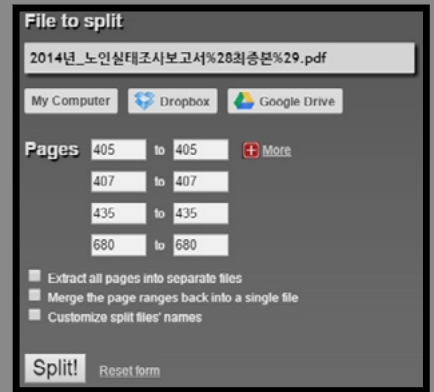 File to split
2014년_노인실태조사보고서%28최종본%29.pdf
My Computer Dropbox Google Drive
Pages 405 to 405 More
407 to 407
435 to 435
680 to 680
Extract all pages into separate files
Merge the page ranges back into a single file
Customize split files' names
Split! Reset form